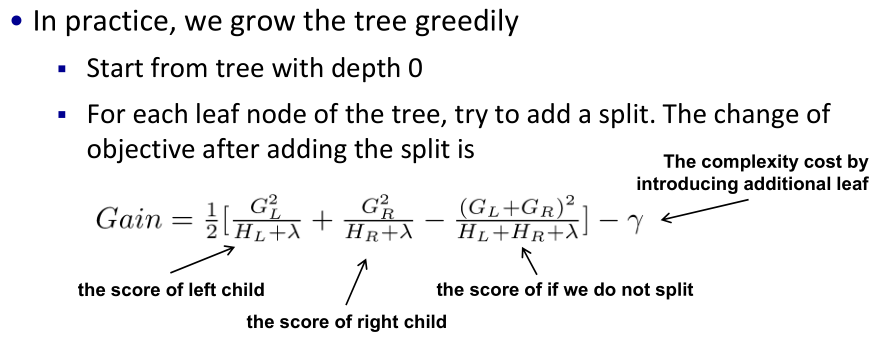 • In practice, we grow the tree greedily
▪ Start from tree with depth 0
▪ For each leaf node of the tree, try to add a split. The change of
objective after adding the split is
The complexity cost by
introducing additional leaf
Gain = \frac{1}{2}[\frac{G_L^2}{H_L+λ} + \frac{G_R^2}{H_R+λ} − \frac{(G_L+G_R)^2}{H_L+H_R+λ}] − γ
the score of left child
the score of if we do not split
the score of right child